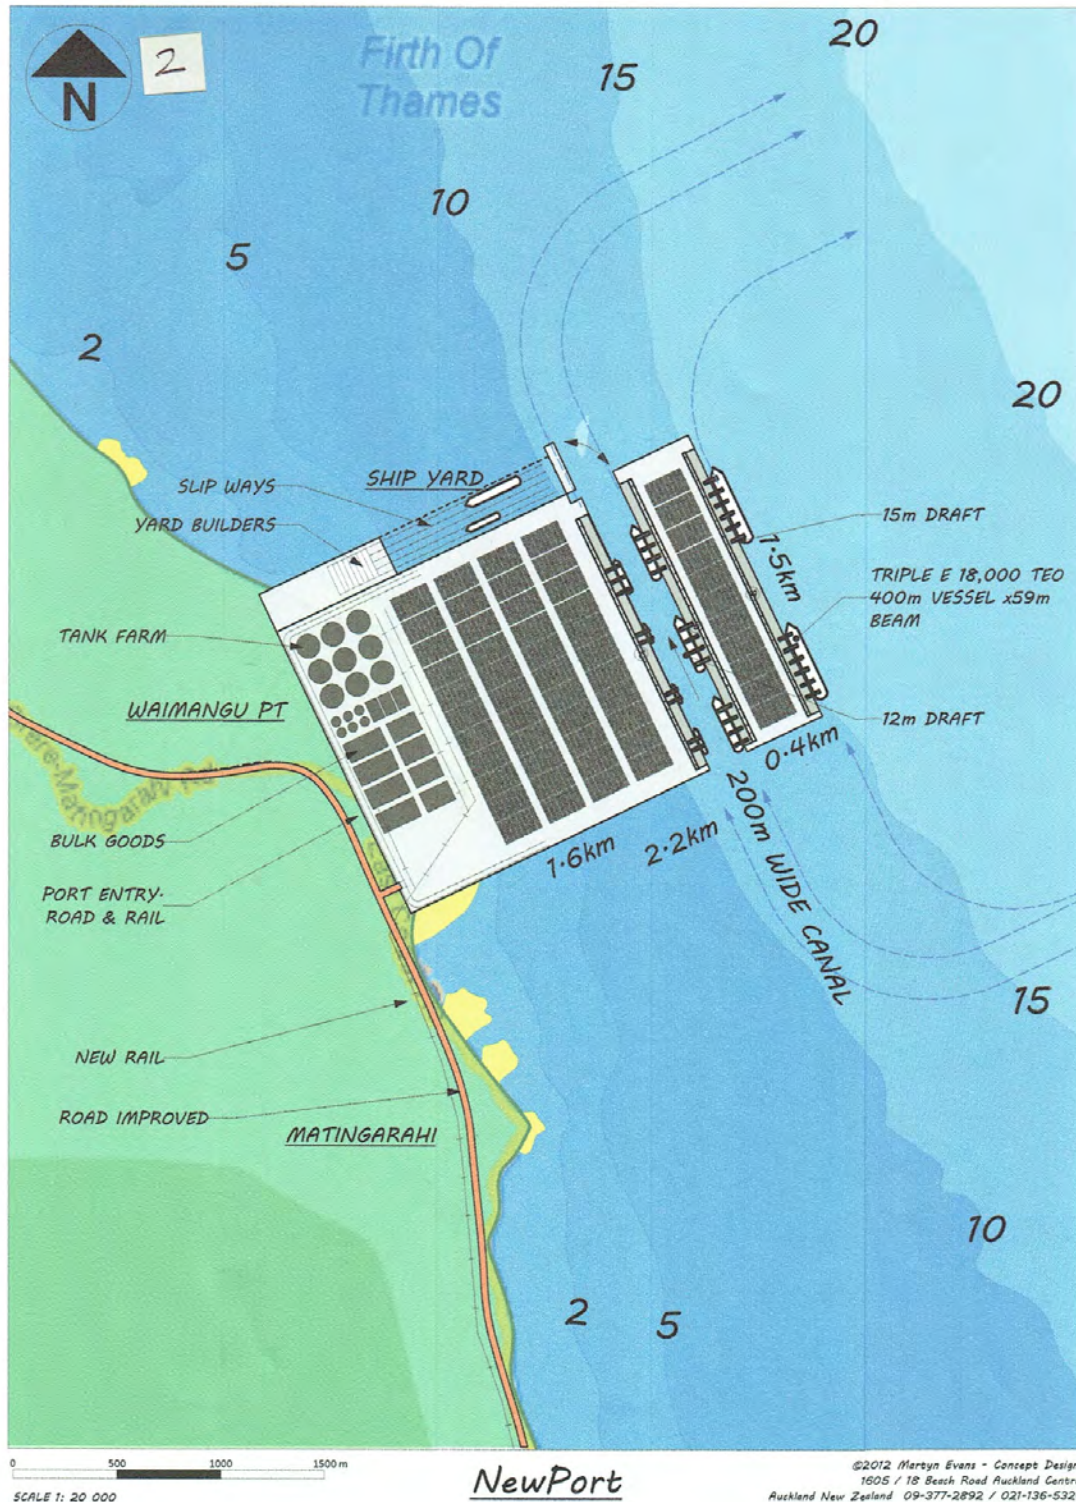 N
2
Firth Of
Thames
20
15
10
5
2
20
SLIP WAYS
SHIP YARD
YARD BUILDERS
15m DRAFT
1.5km
TRIPLE E 18,000 TEO
400m VESSEL x59m
BEAM
TANK FARM
WAIMANGU PT
12m DRAFT
0.4km
200m WIDE CANAL
2.2km
1.6km
BULK GOODS
PORT ENTRY.
ROAD & RAIL
15
NEW RAIL
ROAD IMPROVED
MATINGARAHI
10
2
5
0 500 1000 1500 m
SCALE 1: 20 000
NewPort
©2012 Martyn Evans - Concept Design
1605 / 18 Beach Road Auckland Centr
Auckland New Zealand 09-377-2892 / 021-136-532